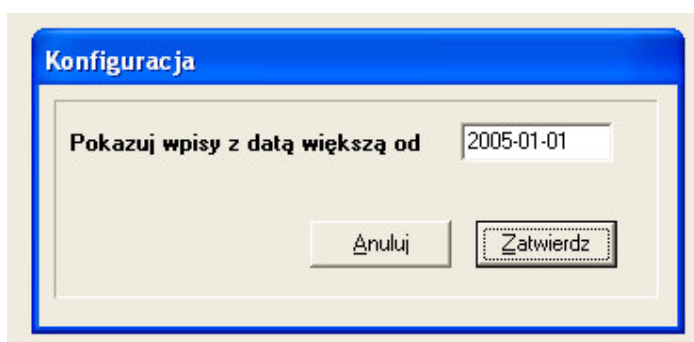 Konfiguracja
Pokazuj wpisy z datą większą od 2005-01-01
Anuluj Zatwierdz